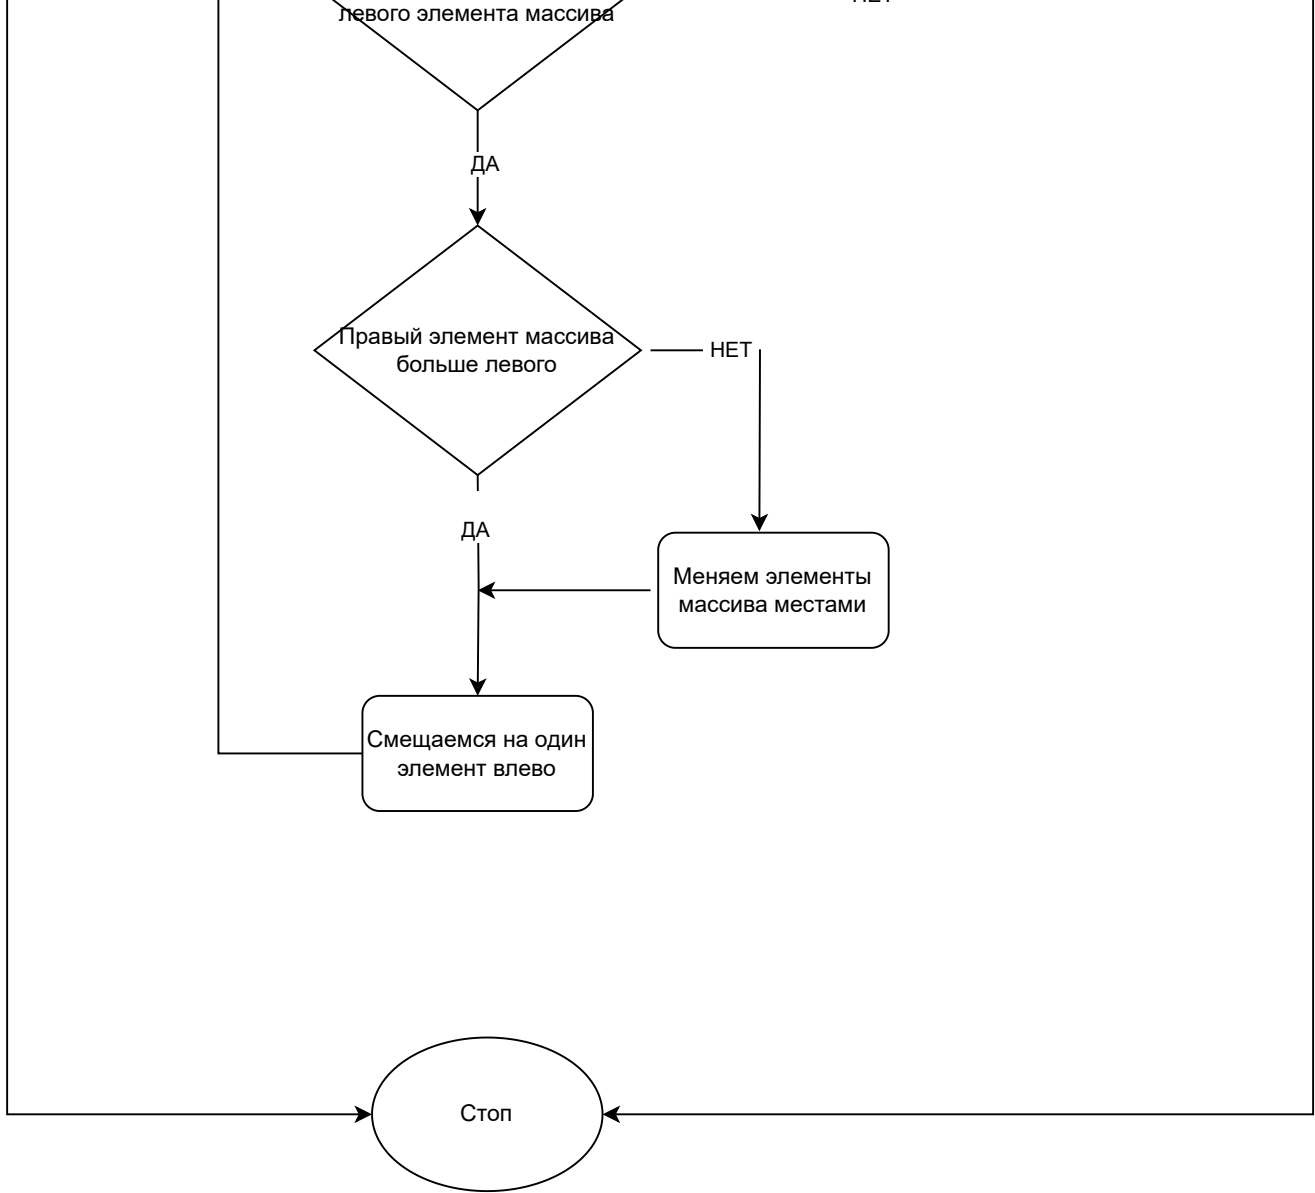 НЕТ
левого элемента массива
ДА
Правый элемент массива
больше левого
НЕТ
ДА
Меняем элементы
массива местами
Смещаемся на один
элемент влево
Стоп